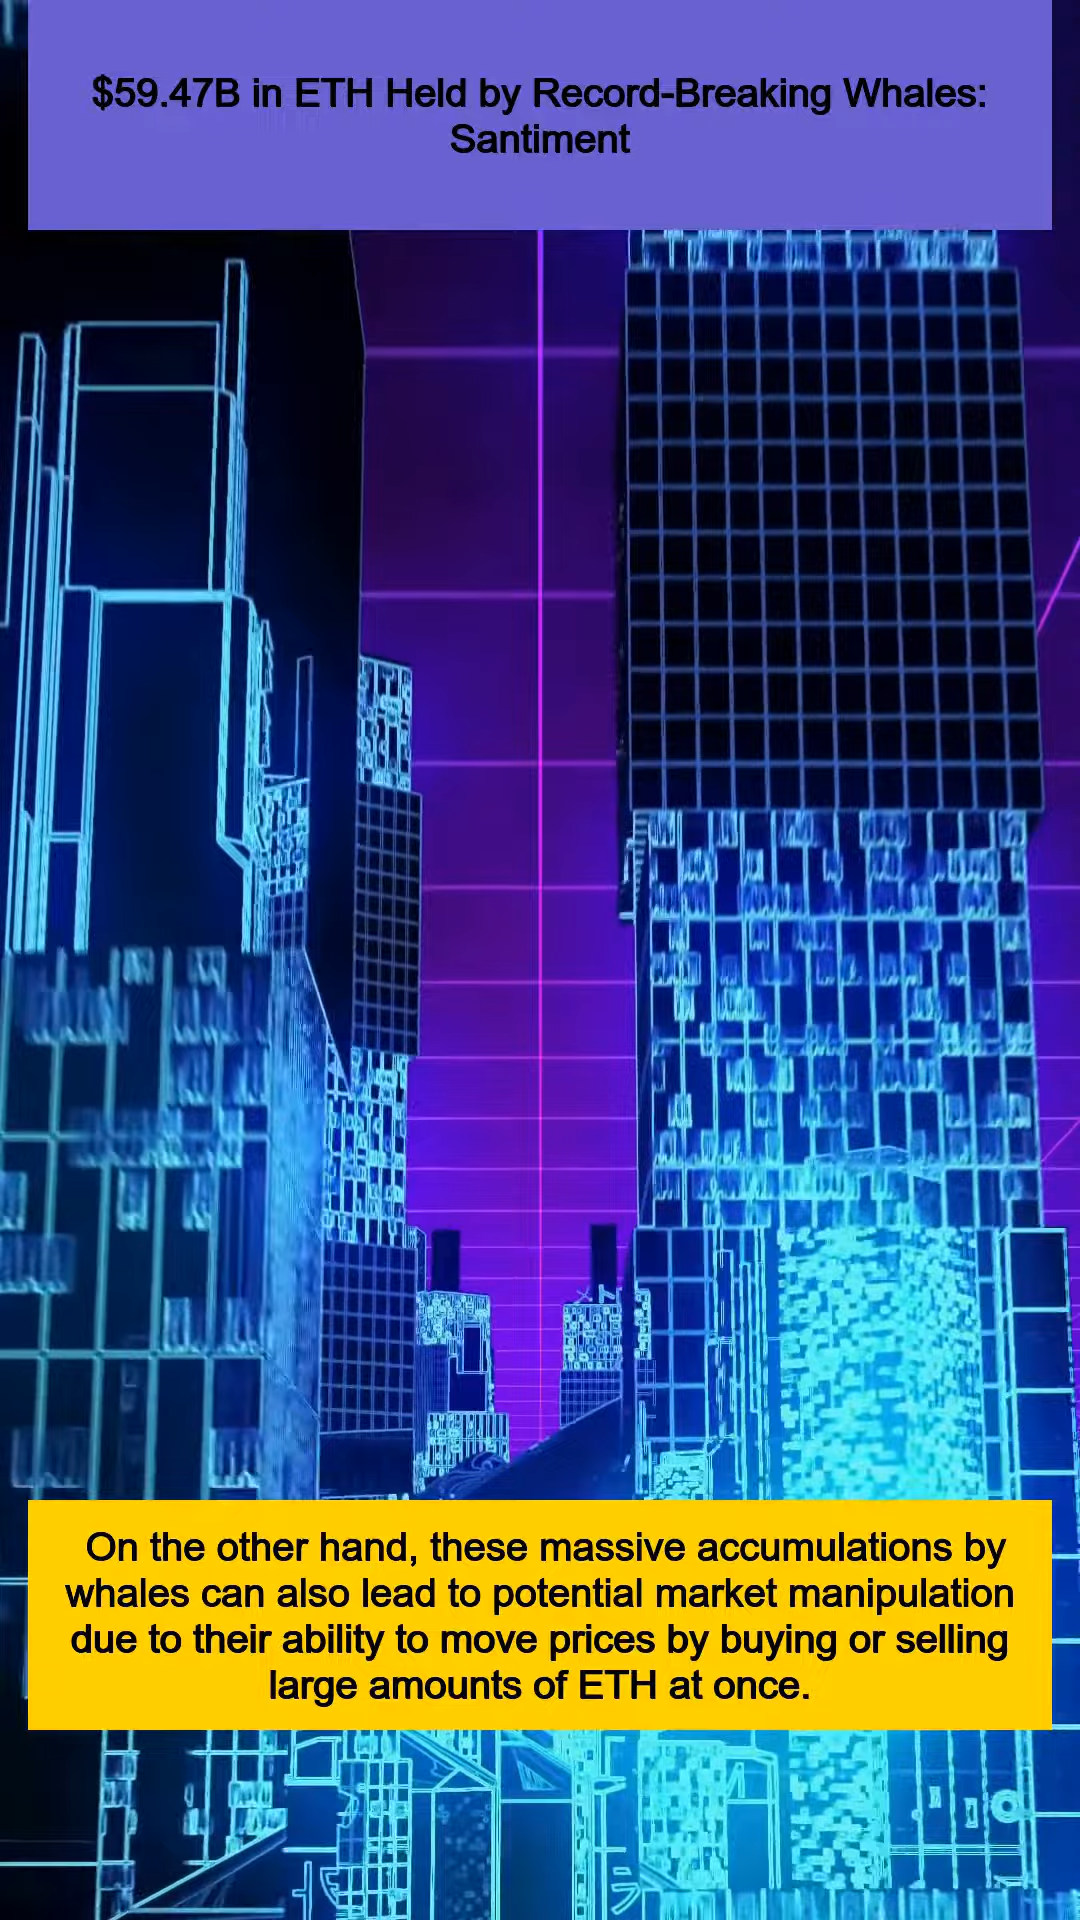 $59.47B in ETH Held by Record-Breaking Whales:
Santiment
On the other hand, these massive accumulations by
whales can also lead to potential market manipulation
due to their ability to move prices by buying or selling
large amounts of ETH at once.